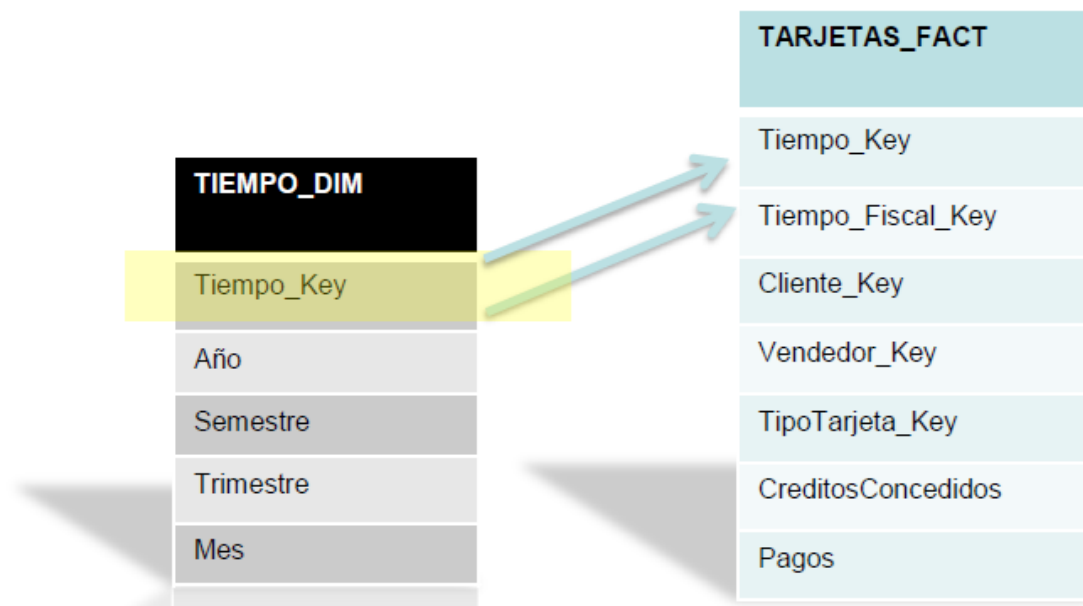 TIEMPO_DIM
Tiempo_Key
Año
Semestre
Trimestre
Mes
TARJETAS_FACT
Tiempo_Key
Tiempo_Fiscal_Key
Cliente_Key
Vendedor_Key
TipoTarjeta_Key
CreditosConcedidos
Pagos